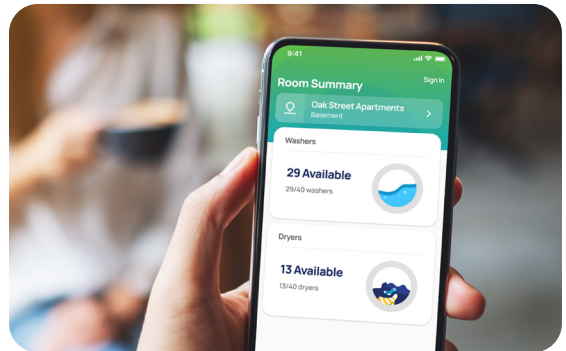 9:41
Room Summary
Sign In
Oak Street Apartments
Basement
Washers
29 Available
29/40 washers
Dryers
13 Available
13/40 dryers